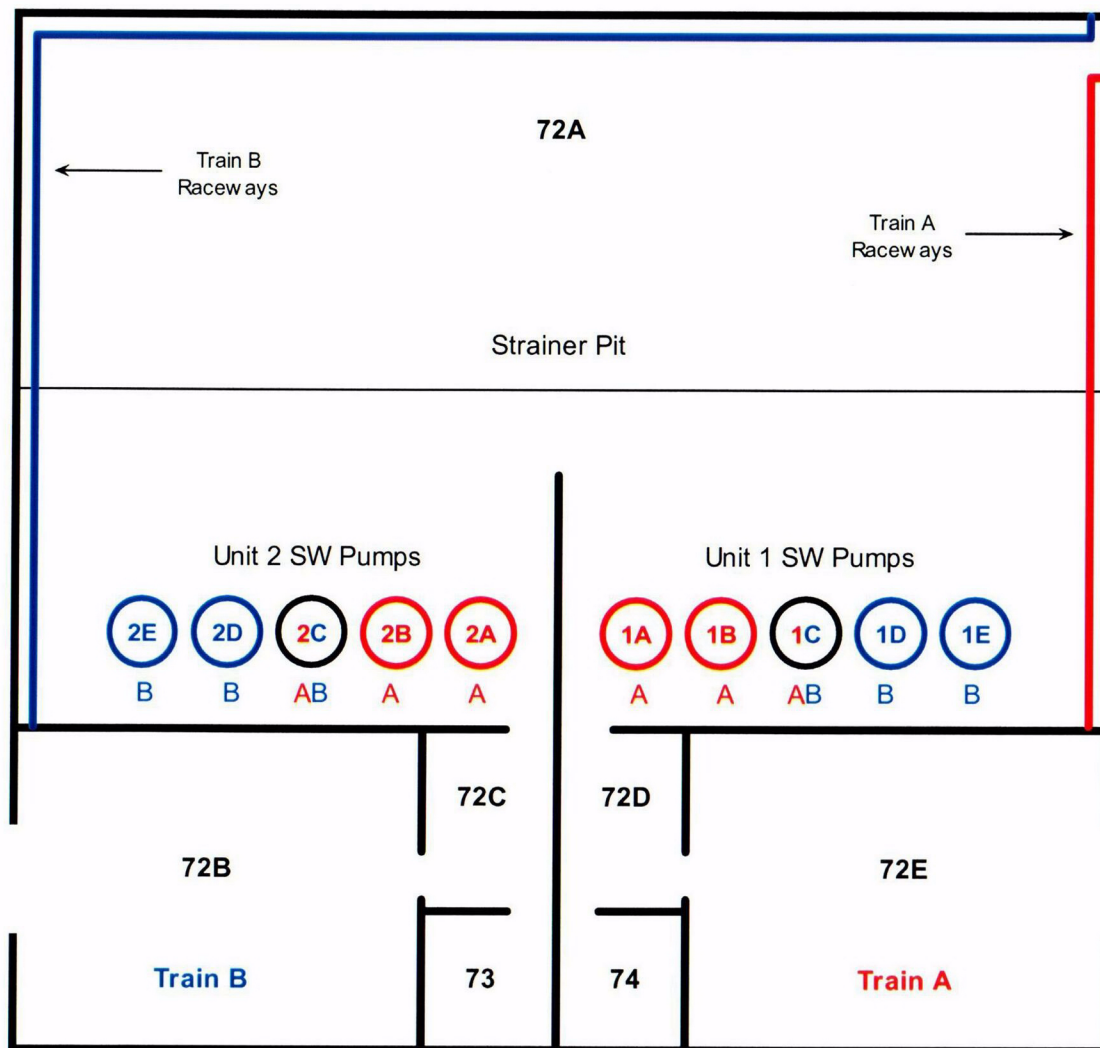 72A
Train B
Raceways
Train A
Raceways
Strainer Pit
Unit 2 SW Pumps
Unit 1 SW Pumps
2E 2D 2C 2B 2A 1A 1B 1C 1D 1E
B B AB A A A A AB B B
72C 72D
72B 72E
Train B 73 74 Train A